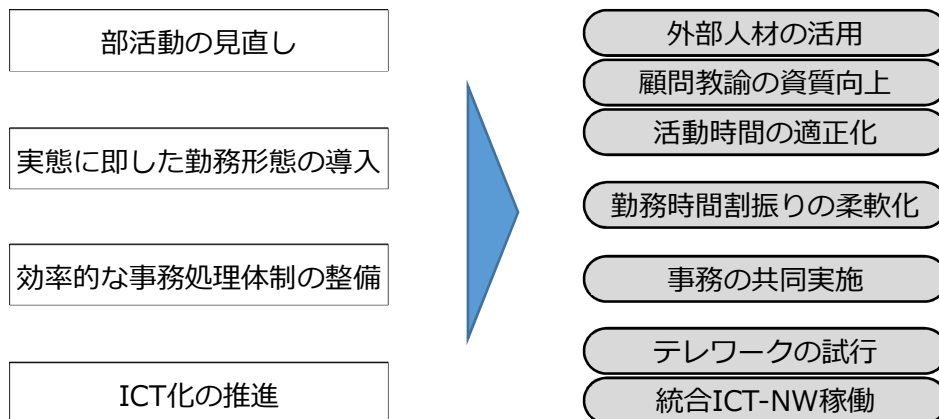 部活動の見直し
実態に即した勤務形態の導入
効率的な事務処理体制の整備
ICT化の推進
外部人材の活用
顧問教諭の資質向上
活動時間の適正化
勤務時間割振りの柔軟化
事務の共同実施
テレワークの試行
統合ICT-NW稼働